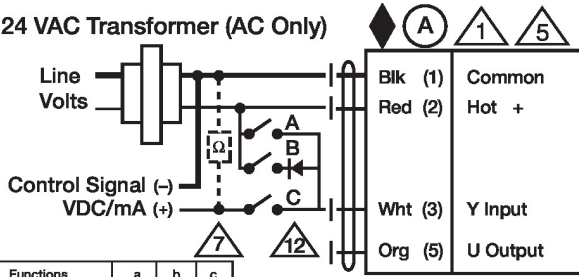 24 VAC Transformer (AC Only)
A
1
5
Line
Volts
Blk (1) Common
Red (2) Hot +
A
Ω
B
Control Signal (–)
VDC/mA (+)
C
Wht (3) Y Input
7
12
Org (5) U Output
Functions a b c